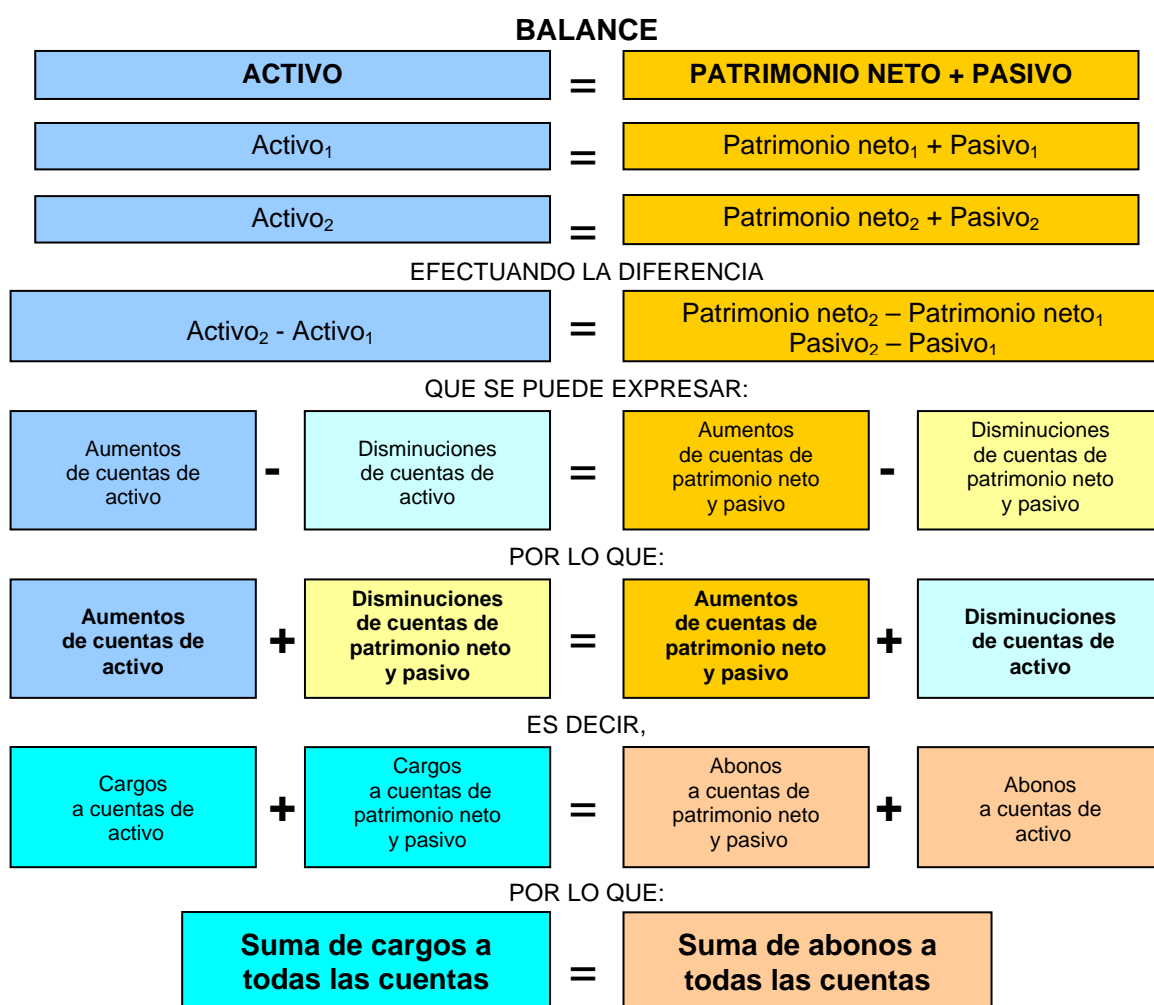 BALANCE
ACTIVO = PATRIMONIO NETO + PASIVO
Activo₁ = Patrimonio neto₁ + Pasivo₁
Activo₂ = Patrimonio neto₂ + Pasivo₂
EFECTUANDO LA DIFERENCIA
Activo₂ - Activo₁ = Patrimonio neto₂ – Patrimonio neto₁
Pasivo₂ – Pasivo₁
QUE SE PUEDE EXPRESAR:
Aumentos
de cuentas de
activo
-
Disminuciones
de cuentas de
activo
=
Aumentos
de cuentas de
patrimonio neto
y pasivo
-
Disminuciones
de cuentas de
patrimonio neto
y pasivo
POR LO QUE:
Aumentos
de cuentas de
activo
+
Disminuciones
de cuentas de
patrimonio neto
y pasivo
=
Aumentos
de cuentas de
patrimonio neto
y pasivo
+
Disminuciones
de cuentas de
activo
ES DECIR,
Cargos
a cuentas de
activo
+
Cargos
a cuentas de
patrimonio neto
y pasivo
=
Abonos
a cuentas de
patrimonio neto
y pasivo
+
Abonos
a cuentas de
activo
POR LO QUE:
Suma de cargos a
todas las cuentas
=
Suma de abonos a
todas las cuentas